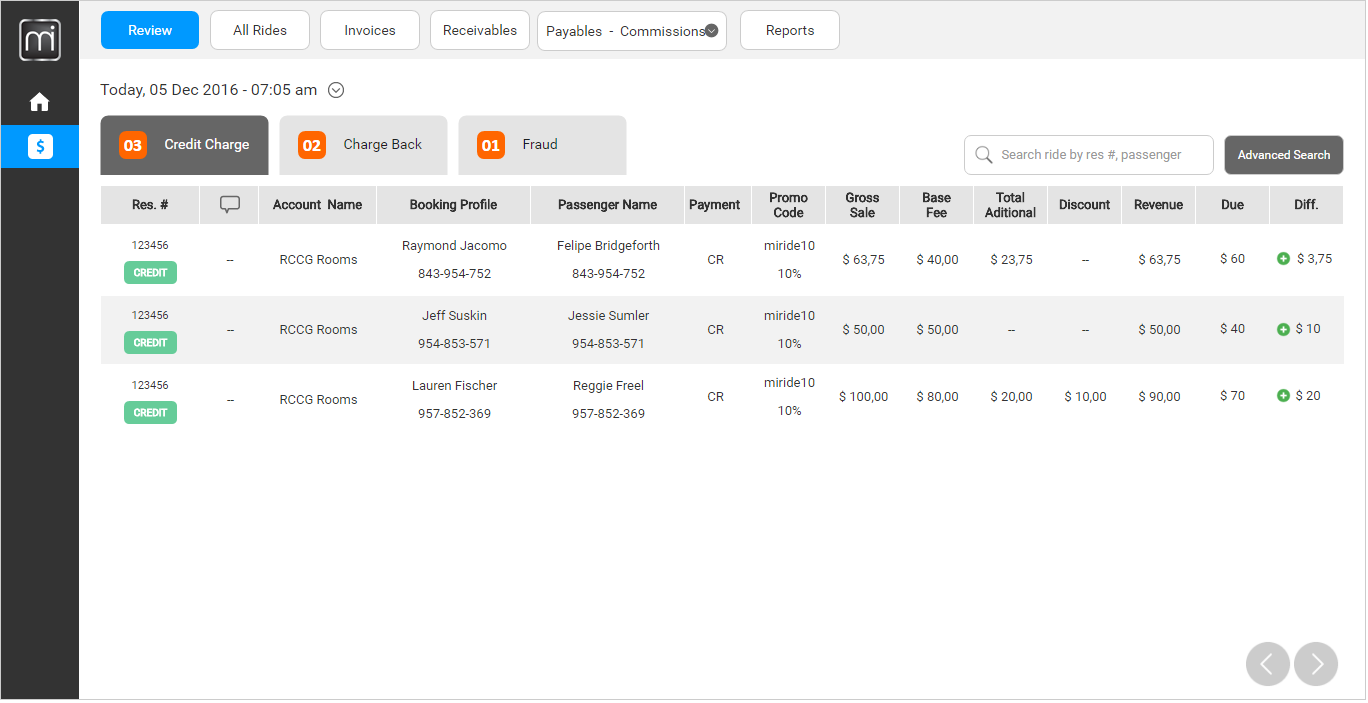 mi
Review
All Rides
Invoices
Receivables
Payables - Commissions
Reports
Today, 05 Dec 2016 - 07:05 am
03 Credit Charge
02 Charge Back
01 Fraud
Search ride by res #, passenger
Advanced Search
$
Res. # Account Name Booking Profile Passenger Name Payment Promo Code Gross Sale Base Fee Total Aditional Discount Revenue Due Diff.
123456 Raymond Jacomo Felipe Bridgeforth miride10
-- RCCG Rooms CR $ 63,75 $ 40,00 $ 23,75 -- $ 63,75 $ 60 $ 3,75
CREDIT 843-954-752 843-954-752 10%
123456 Jeff Suskin Jessie Sumler miride10
-- RCCG Rooms CR $ 50,00 $ 50,00 -- -- $ 50,00 $ 40 $ 10
CREDIT 954-853-571 954-853-571 10%
123456 Lauren Fischer Reggie Freel miride10
-- RCCG Rooms CR $ 100,00 $ 80,00 $ 20,00 $ 10,00 $ 90,00 $ 70 $ 20
CREDIT 957-852-369 957-852-369 10%